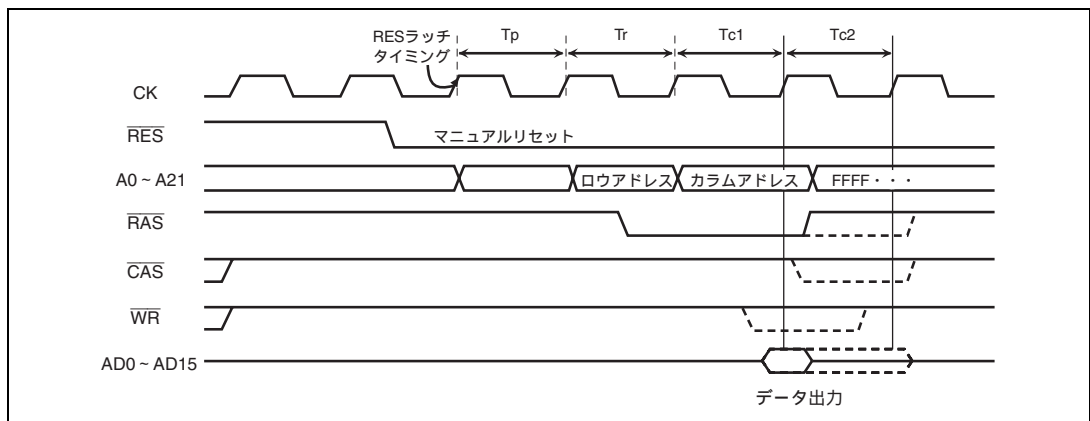 RESラッチ
タイミング
Tp
Tr
Tc1
Tc2
CK
RES
マニュアルリセット
A0 ~ A21
ロウアドレス
カラムアドレス
FFFF・・・
RAS
CAS
WR
AD0 ~ AD15
データ出力